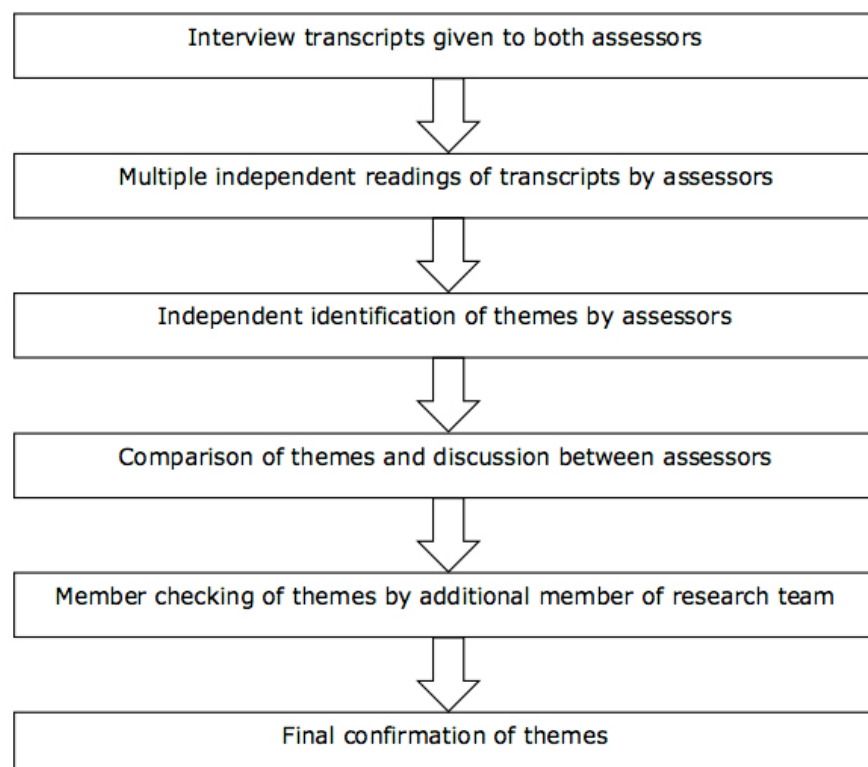 Interview transcripts given to both assessors
Multiple independent readings of transcripts by assessors
Independent identification of themes by assessors
Comparison of themes and discussion between assessors
Member checking of themes by additional member of research team
Final confirmation of themes